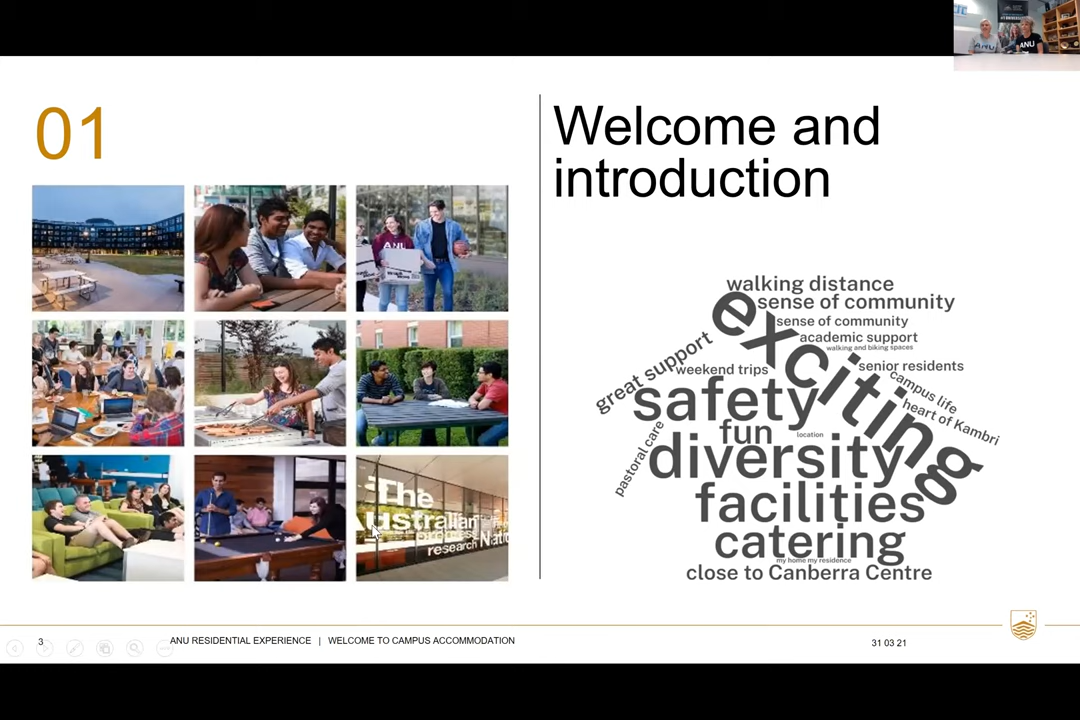 ANU
ANU
01
Welcome and
introduction
ANU
The
Australian
progress
research
walking distance
sense of community
exciting
sense of community
academic support
walking and biking spaces
great support
weekend trips
senior residents
campus life
safety
heart of Kambri
fun
location
pastoral care
diversity
facilities
catering
my home my residence
close to Canberra Centre
3
ANU RESIDENTIAL EXPERIENCE | WELCOME TO CAMPUS ACCOMMODATION
31 03 21